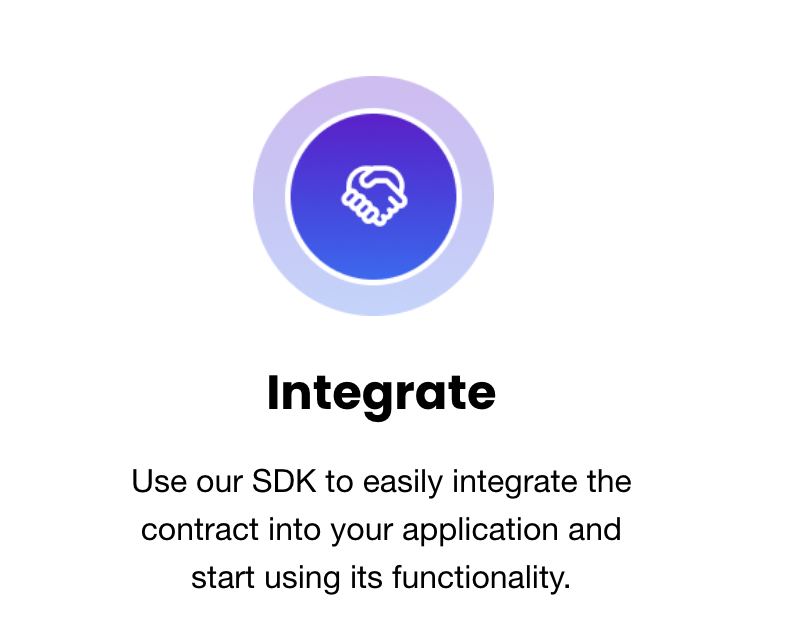 Integrate
Use our SDK to easily integrate the
contract into your application and
start using its functionality.